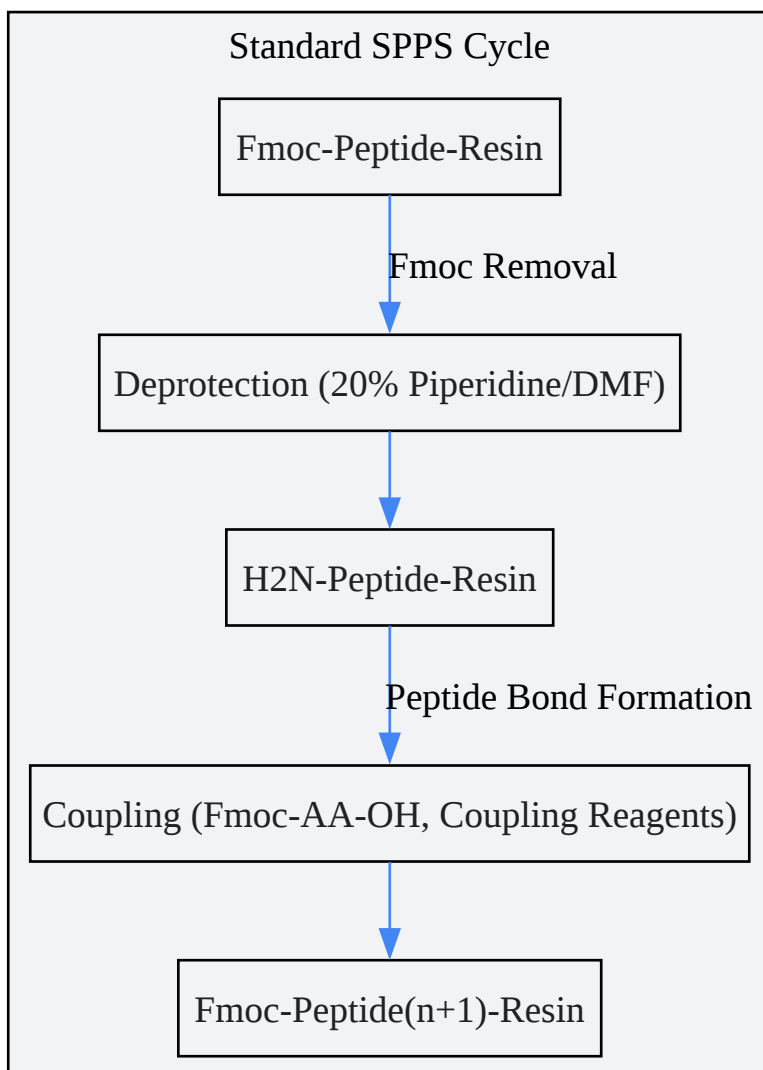 Standard SPPS Cycle
Fmoc-Peptide-Resin
Fmoc Removal
Deprotection (20% Piperidine/DMF)
H2N-Peptide-Resin
Peptide Bond Formation
Coupling (Fmoc-AA-OH, Coupling Reagents)
Fmoc-Peptide(n+1)-Resin